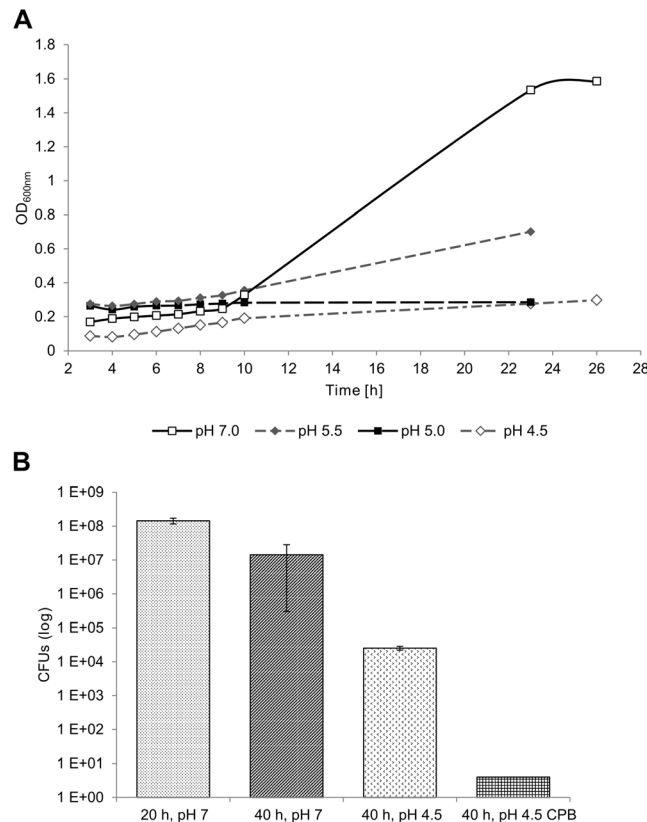 A
1.8
1.6
1.4
1.2
1
0.8
0.6
0.4
0.2
0
OD600nm
2 4 6 8 10 12 14 16 18 20 22 24 26 28
Time [h]
pH 7.0 pH 5.5 pH 5.0 pH 4.5
B
1 E+09
1 E+08
1 E+07
1 E+06
1 E+05
1 E+04
1 E+03
1 E+02
1 E+01
1 E+00
CFUs (log)
20 h, pH 7 40 h, pH 7 40 h, pH 4.5 40 h, pH 4.5 CPB